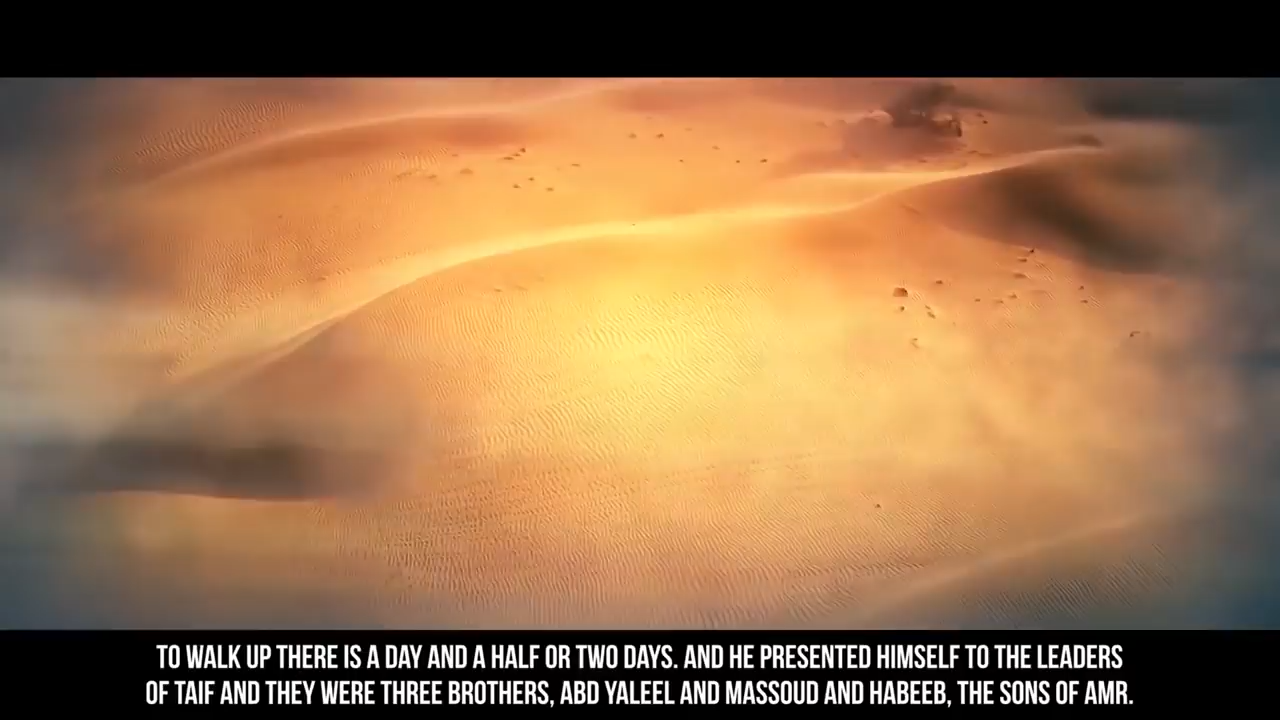 TO WALK UP THERE IS A DAY AND A HALF OR TWO DAYS. AND HE PRESENTED HIMSELF TO THE LEADERS
OF TAIF AND THEY WERE THREE BROTHERS, ABD YALEEL AND MASSOUD AND HABEEB, THE SONS OF AMR.